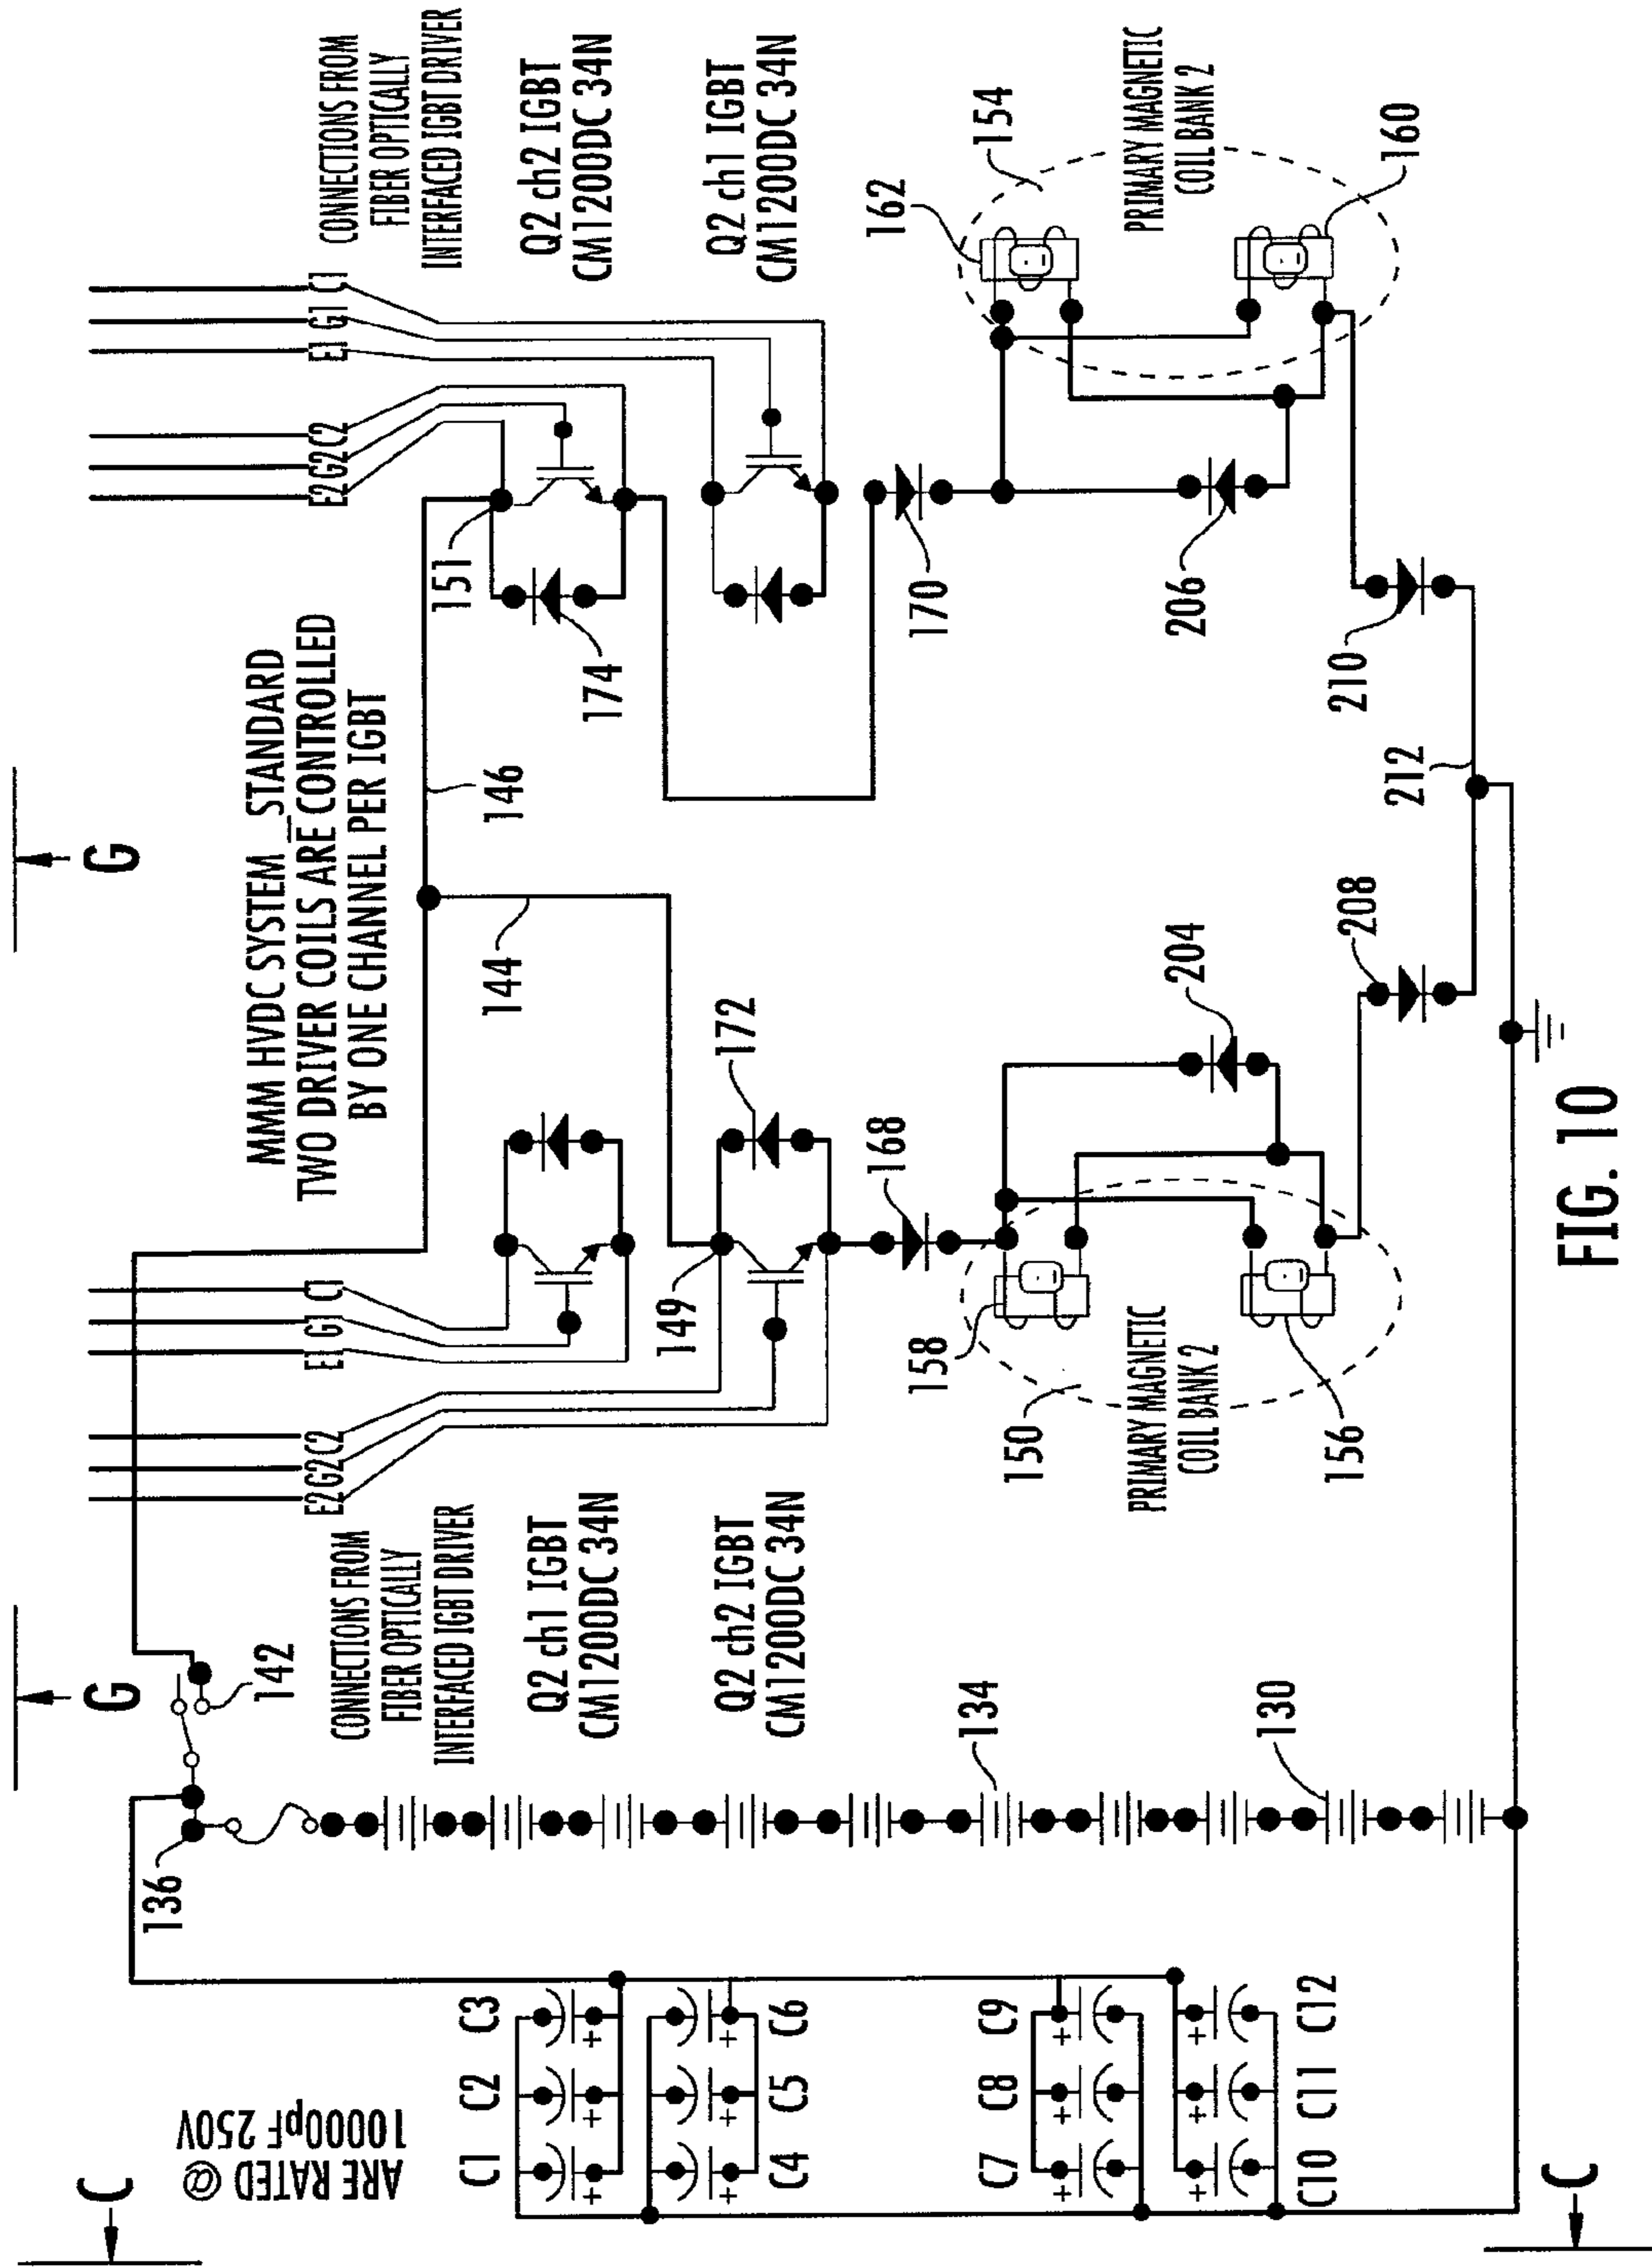 C
ARE RATED @
10000pF 250V
C1 C2 C3
C4 C5 C6
C7 C8 C9
C10 C11 C12
C
G
136
142
CONNECTIONS FROM
FIBER OPTICALLY
INTERFACED IGBT DRIVER
Q2 ch1 IGBT
CM1200DC 34N
Q2 ch2 IGBT
CM1200DC 34N
134
130
E2 G2 C2
E1 G1 C1
149
172
168
158
150
PRIMARY MAGNETIC
COIL BANK 2
156
204
208
G
MMM HVDC SYSTEM_STANDARD
TWO DRIVER COILS ARE CONTROLLED
BY ONE CHANNEL PER IGBT
144
146
151
174
E2 G2 C2
E1 G1 C1
CONNECTIONS FROM
FIBER OPTICALLY
INTERFACED IGBT DRIVER
Q2 ch2 IGBT
CM1200DC 34N
Q2 ch1 IGBT
CM1200DC 34N
170
162
154
PRIMARY MAGNETIC
COIL BANK 2
160
206
210
212
FIG. 10